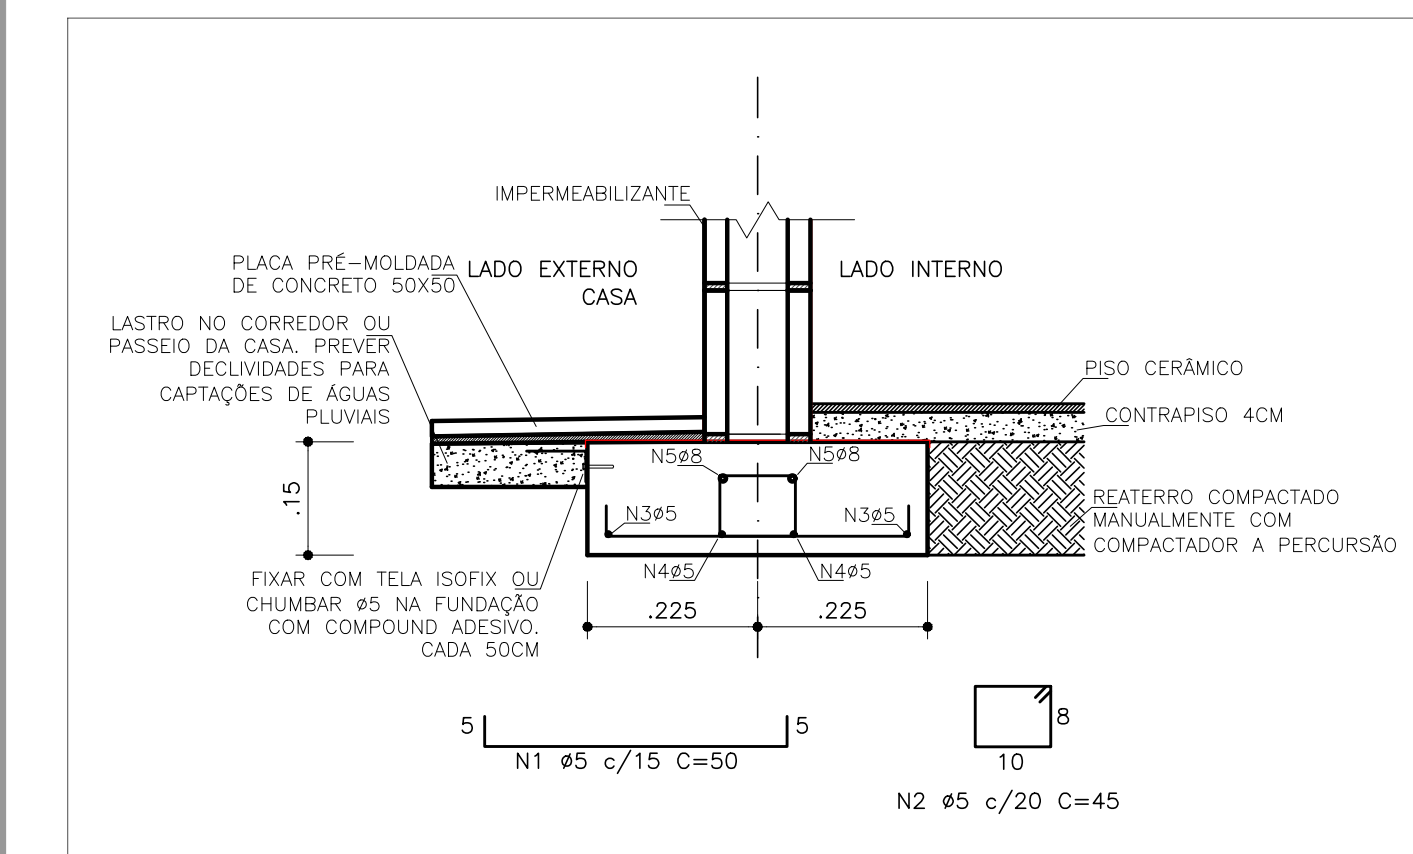 IMPERMEABILIZANTE
PLACA PRÉ-MOLDADA
DE CONCRETO 50X50
LADO EXTERNO
CASA
LADO INTERNO
LASTRO NO CORREDOR OU
PASSEIO DA CASA. PREVER
DECLIVIDADES PARA
CAPTAÇÕES DE ÁGUAS
PLUVIAIS
PISO CERÂMICO
CONTRAPISO 4CM
N5ø8
N5ø8
.15
N3ø5
N3ø5
REATERRO COMPACTADO
MANUALMENTE COM
COMPACTADOR A PERCURSÃO
N4ø5
N4ø5
FIXAR COM TELA ISOFIX OU
CHUMBAR ø5 NA FUNDAÇÃO
COM COMPOUND ADESIVO.
CADA 50CM
.225
.225
5
5
N1 ø5 c/15 C=50
8
10
N2 ø5 c/20 C=45